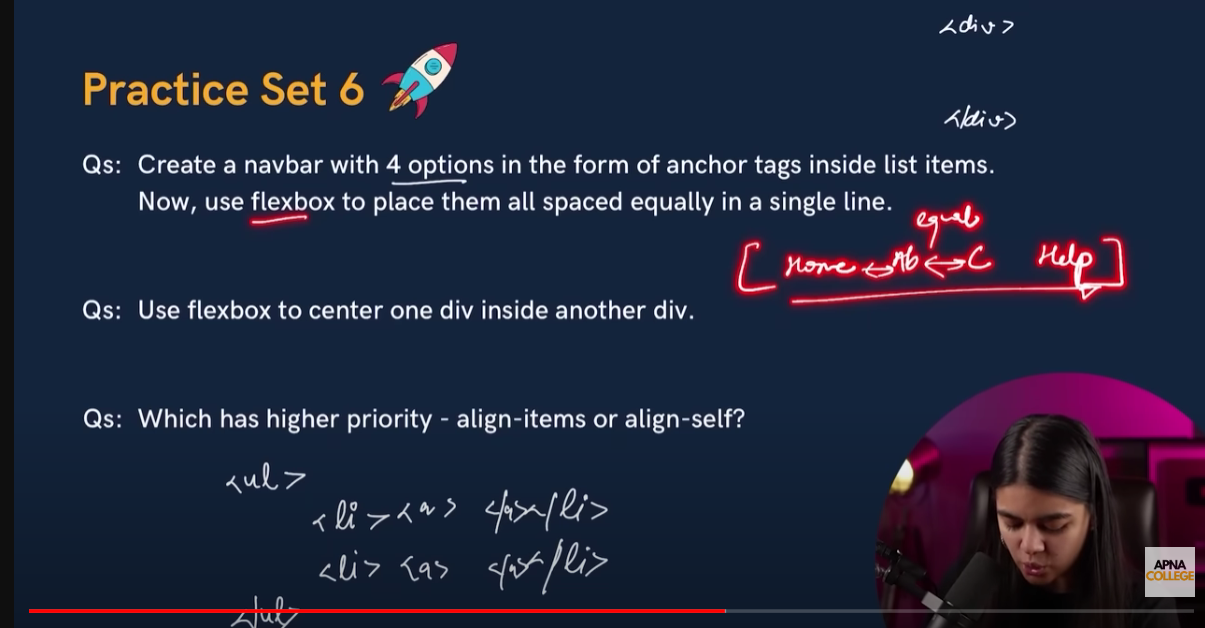 <div>
Practice Set 6
</div>
Qs: Create a navbar with 4 options in the form of anchor tags inside list items.
Now, use flexbox to place them all spaced equally in a single line.
equal
[ Home ↔ Ab ↔ C Help ]
Qs: Use flexbox to center one div inside another div.
Qs: Which has higher priority - align-items or align-self?
<ul>
<li><a> </a></li>
<li> <a> </a></li>
</ul>
APNA
COLLEGE